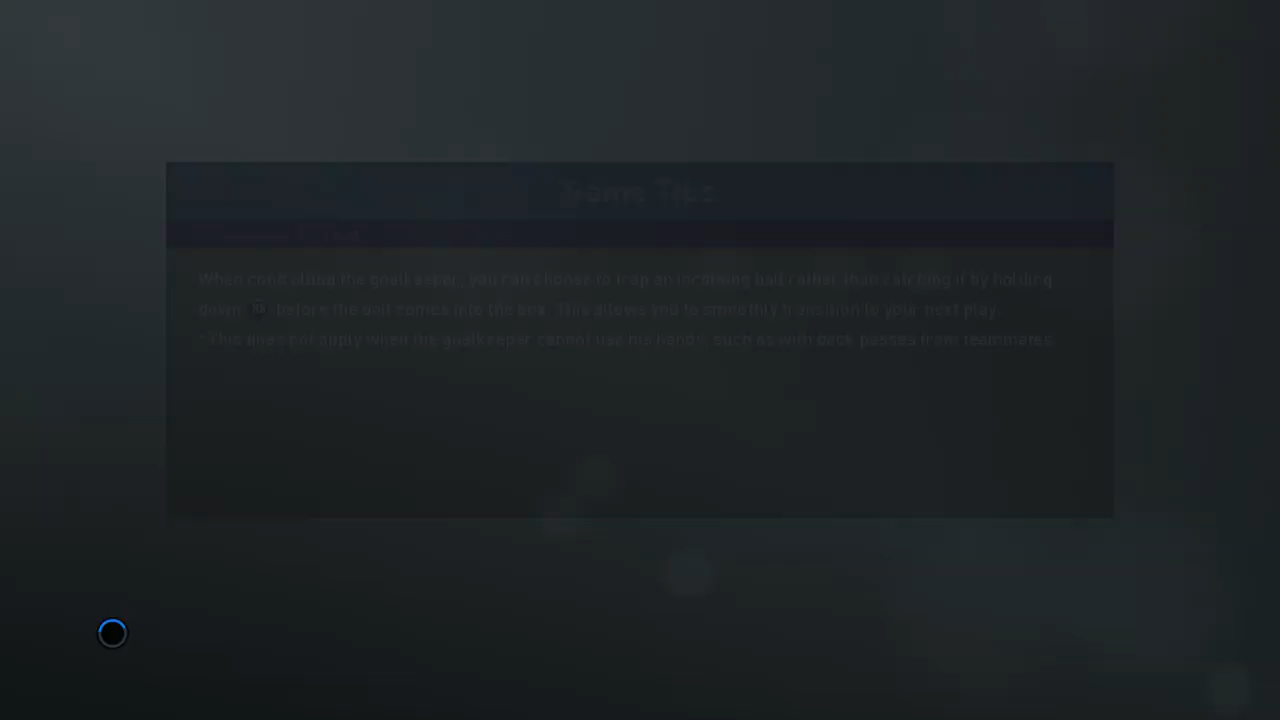 Game Tips
When controlling the goalkeeper, you can choose to trap an incoming ball rather than catching it by holding
down before the ball comes into the box. This allows you to smoothly transition to your next play.
*This does not apply when the goalkeeper cannot use his hands, such as with back passes from teammates.